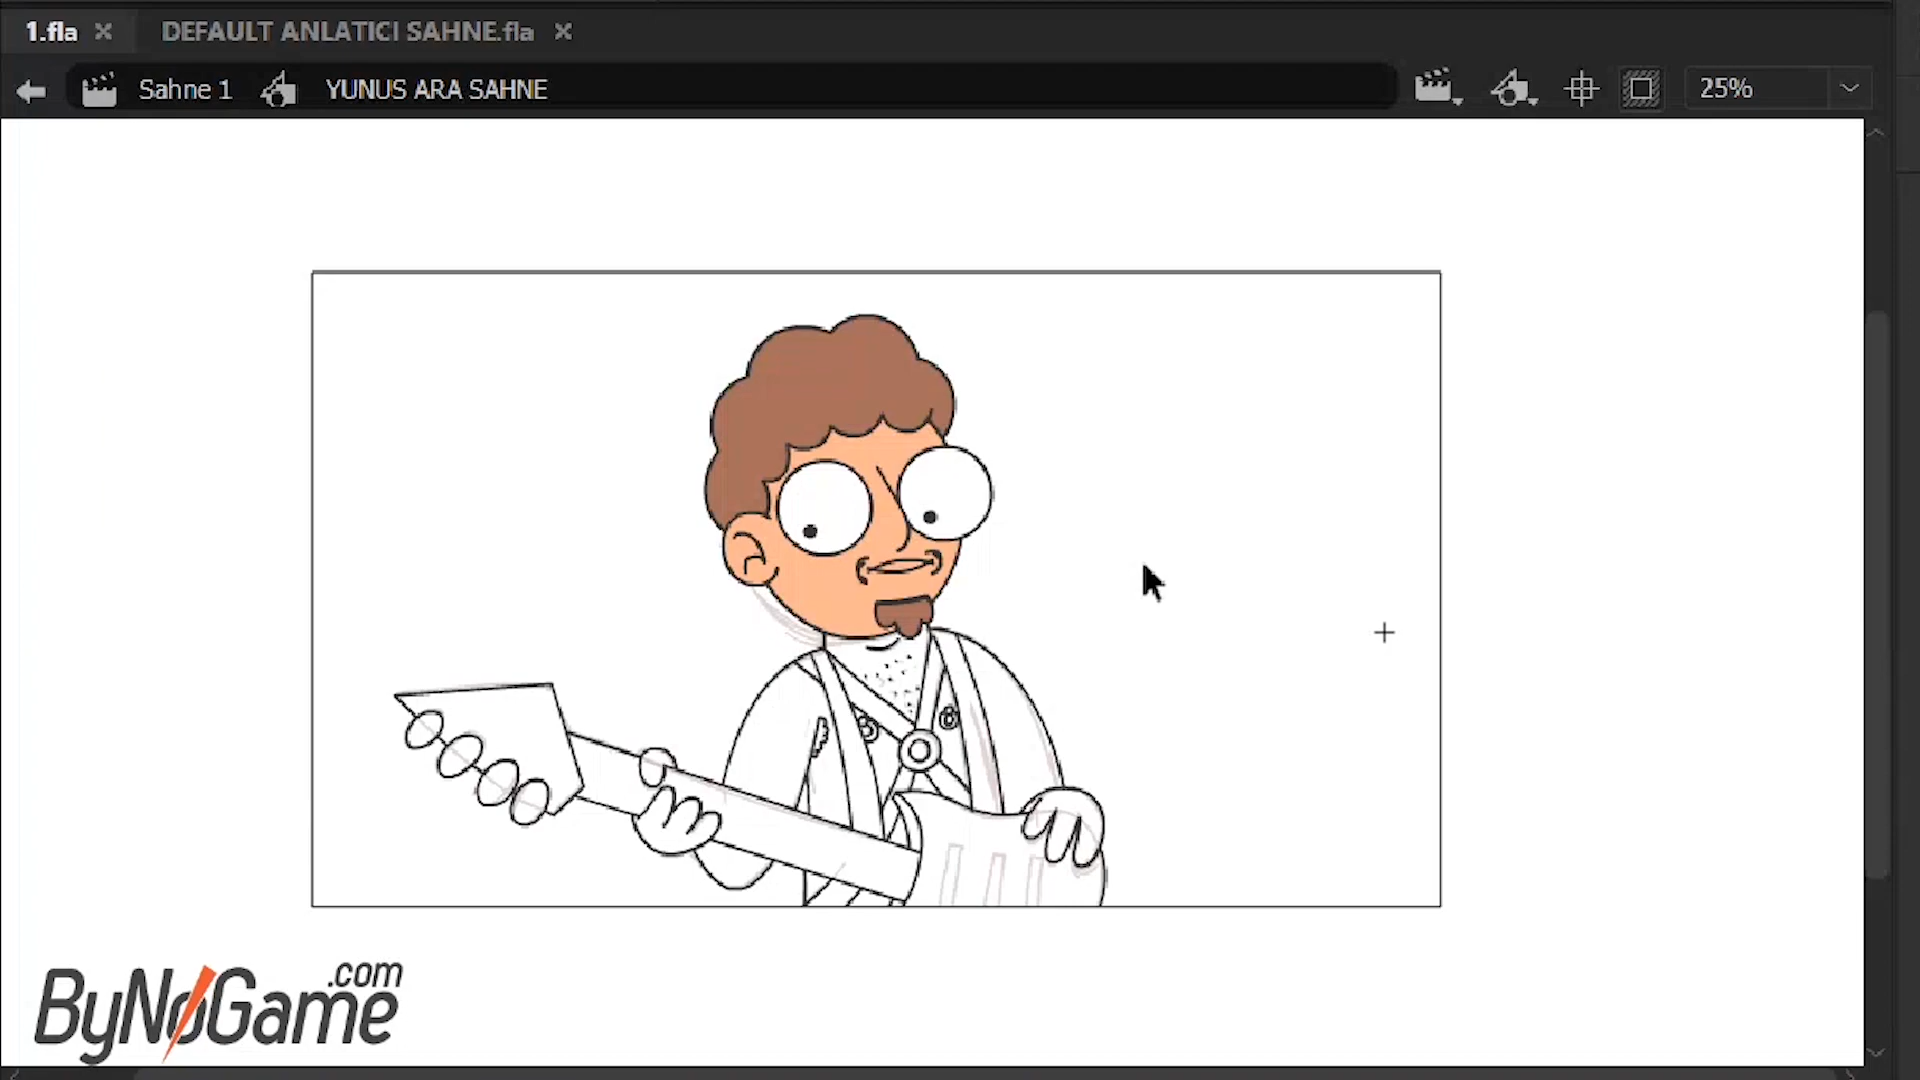 1.fla
DEFAULT ANLATICI SAHNE.fla
Sahne 1
YUNUS ARA SAHNE
25%
ByNoGame.com